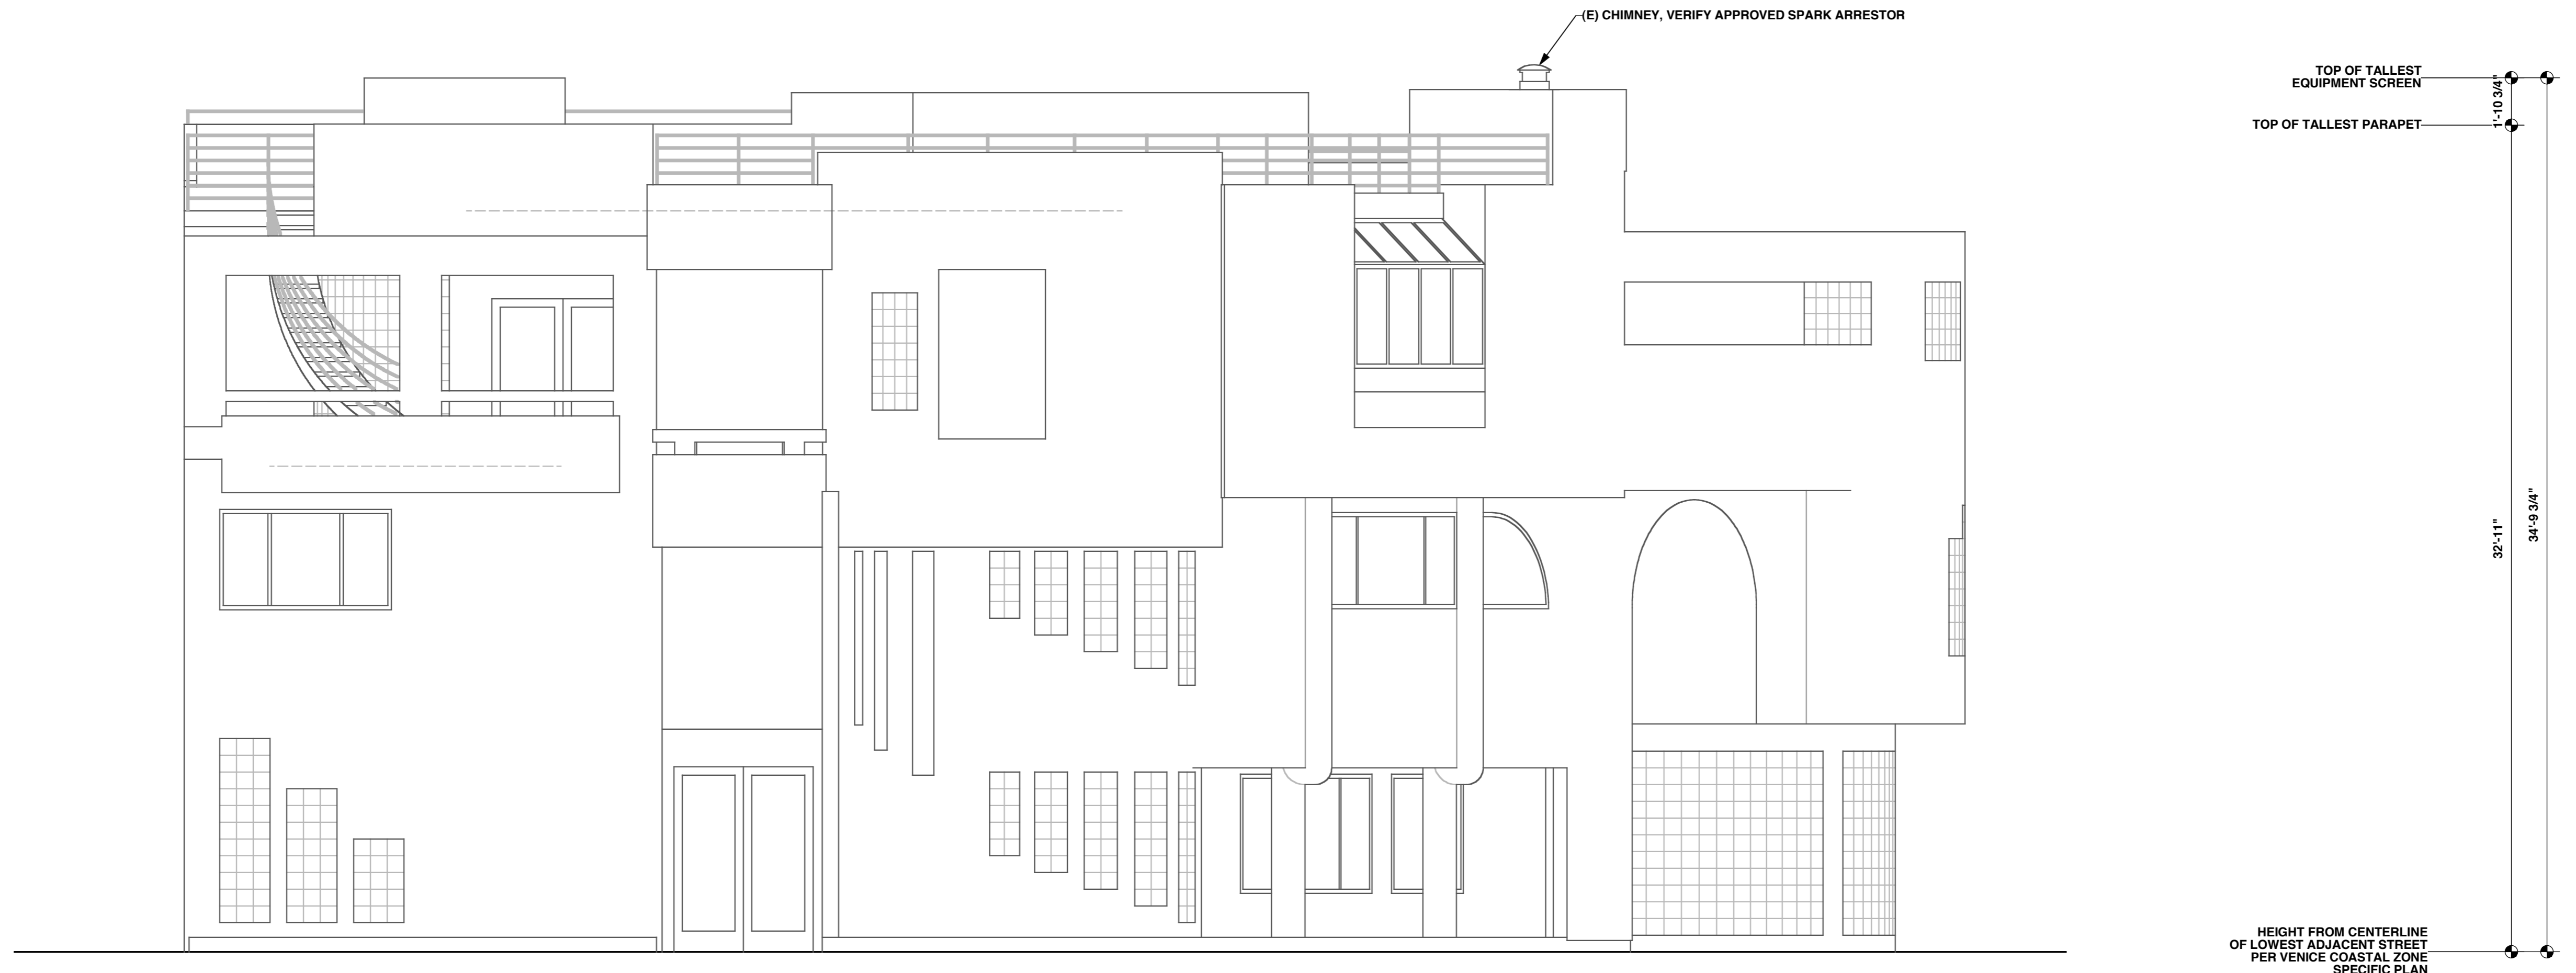 (E) CHIMNEY, VERIFY APPROVED SPARK ARRESTOR
TOP OF TALLEST
EQUIPMENT SCREEN
1'-10 3/4"
TOP OF TALLEST PARAPET
32'-11"
34'-9 3/4"
HEIGHT FROM CENTERLINE
OF LOWEST ADJACENT STREET
PER VENICE COASTAL ZONE
SPECIFIC PLAN